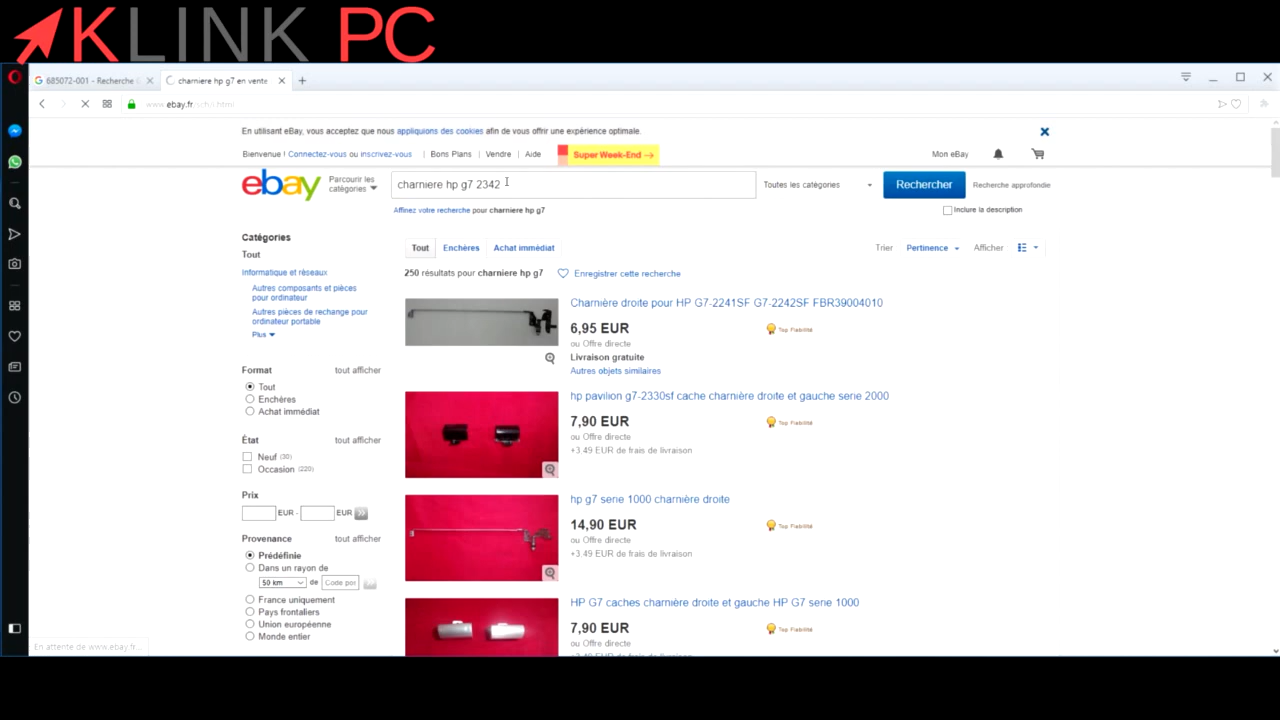 KLINK PC
685072-001 - Recherche G
charniere hp g7 en vente
www.ebay.fr/sch/i.html
En utilisant eBay, vous acceptez que nous appliquions des cookies afin de vous offrir une expérience optimale.
Bienvenue ! Connectez-vous ou inscrivez-vous
Bons Plans
Vendre
Aide
Super Week-End →
Mon eBay
ebay
Parcourir les
catégories
charniere hp g7 2342
Toutes les catégories
Rechercher
Recherche approfondie
Affinez votre recherche pour charniere hp g7
Inclure la description
Catégories
Tout
Informatique et réseaux
Autres composants et pièces
pour ordinateur
Autres pièces de rechange pour
ordinateur portable
Plus
Format
tout afficher
Tout
Enchères
Achat immédiat
État
tout afficher
Neuf (30)
Occasion (220)
Prix
EUR -
EUR
Provenance
tout afficher
Prédéfinie
Dans un rayon de
50 km
de
Code pos
France uniquement
Pays frontaliers
Union européenne
Monde entier
Tout
Enchères
Achat immédiat
Trier
Pertinence
Afficher
250 résultats pour charniere hp g7
Enregistrer cette recherche
Charnière droite pour HP G7-2241SF G7-2242SF FBR39004010
6,95 EUR
Top Fiabilité
ou Offre directe
Livraison gratuite
Autres objets similaires
hp pavilion g7-2330sf cache charnière droite et gauche serie 2000
7,90 EUR
Top Fiabilité
ou Offre directe
+3.49 EUR de frais de livraison
hp g7 serie 1000 charnière droite
14,90 EUR
Top Fiabilité
ou Offre directe
+3.49 EUR de frais de livraison
HP G7 caches charnière droite et gauche HP G7 serie 1000
7,90 EUR
Top Fiabilité
ou Offre directe
+3.49 EUR de frais de livraison
En attente de www.ebay.fr...